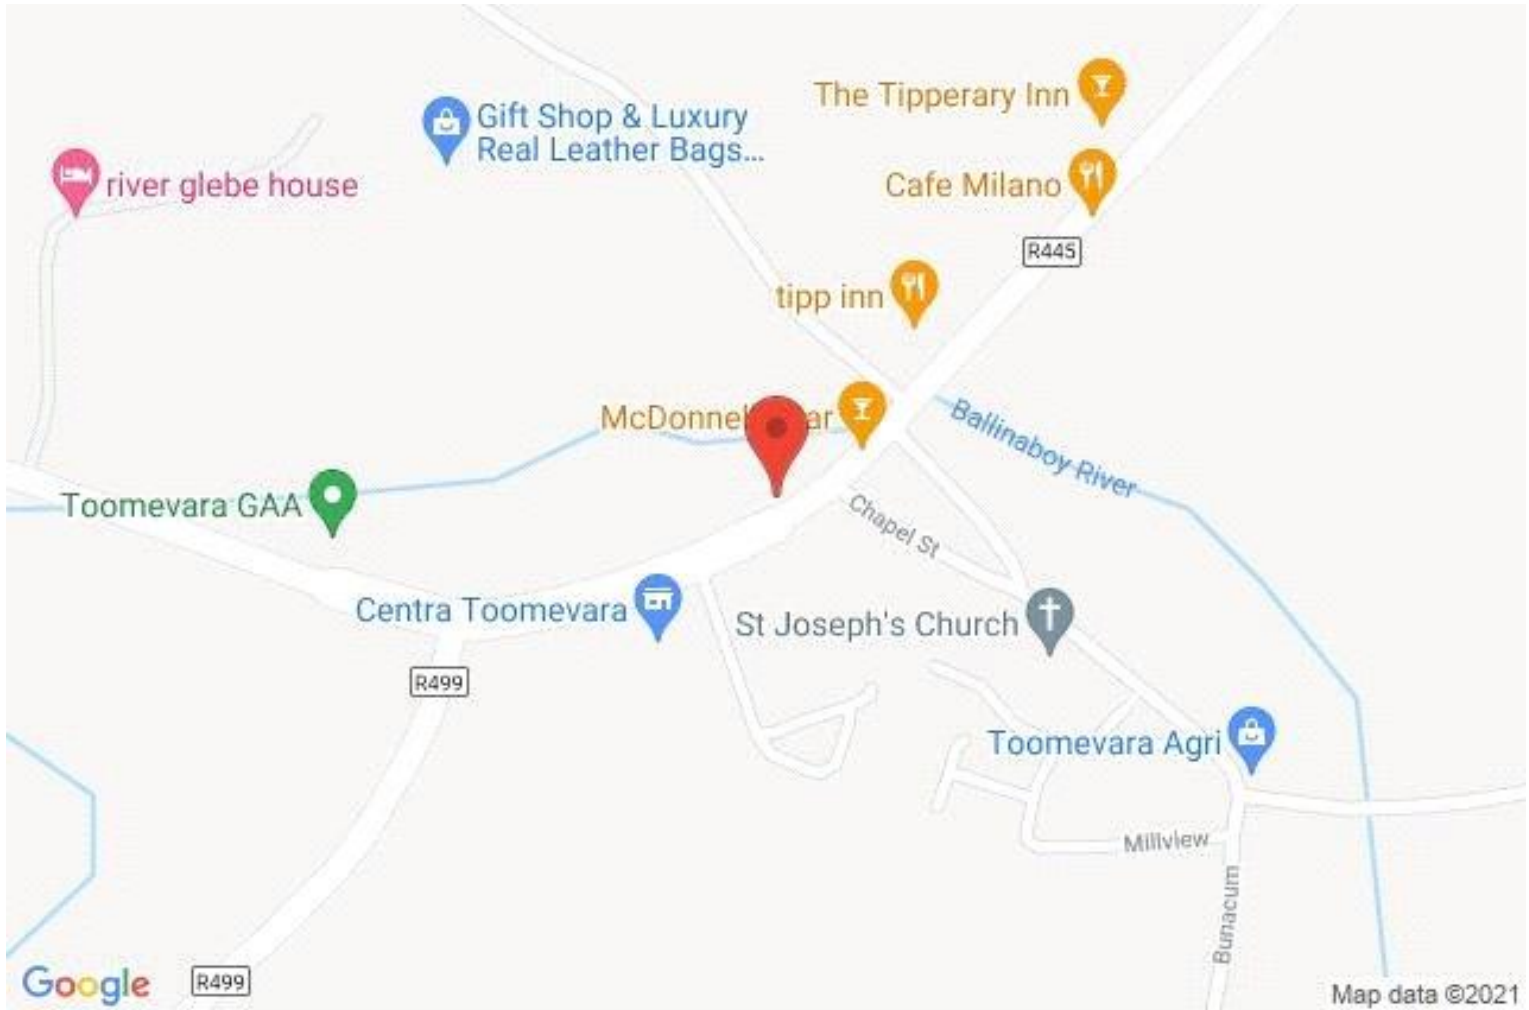 The Tipperary Inn
Gift Shop & Luxury
Real Leather Bags...
river glebe house
Cafe Milano
R445
tipp inn
Ballinaboy River
Toomevara GAA
Chapel St
Centra Toomevara
St Joseph's Church
R499
Toomevara Agri
Millview
Bunacum
Google
R499
Map data ©2021